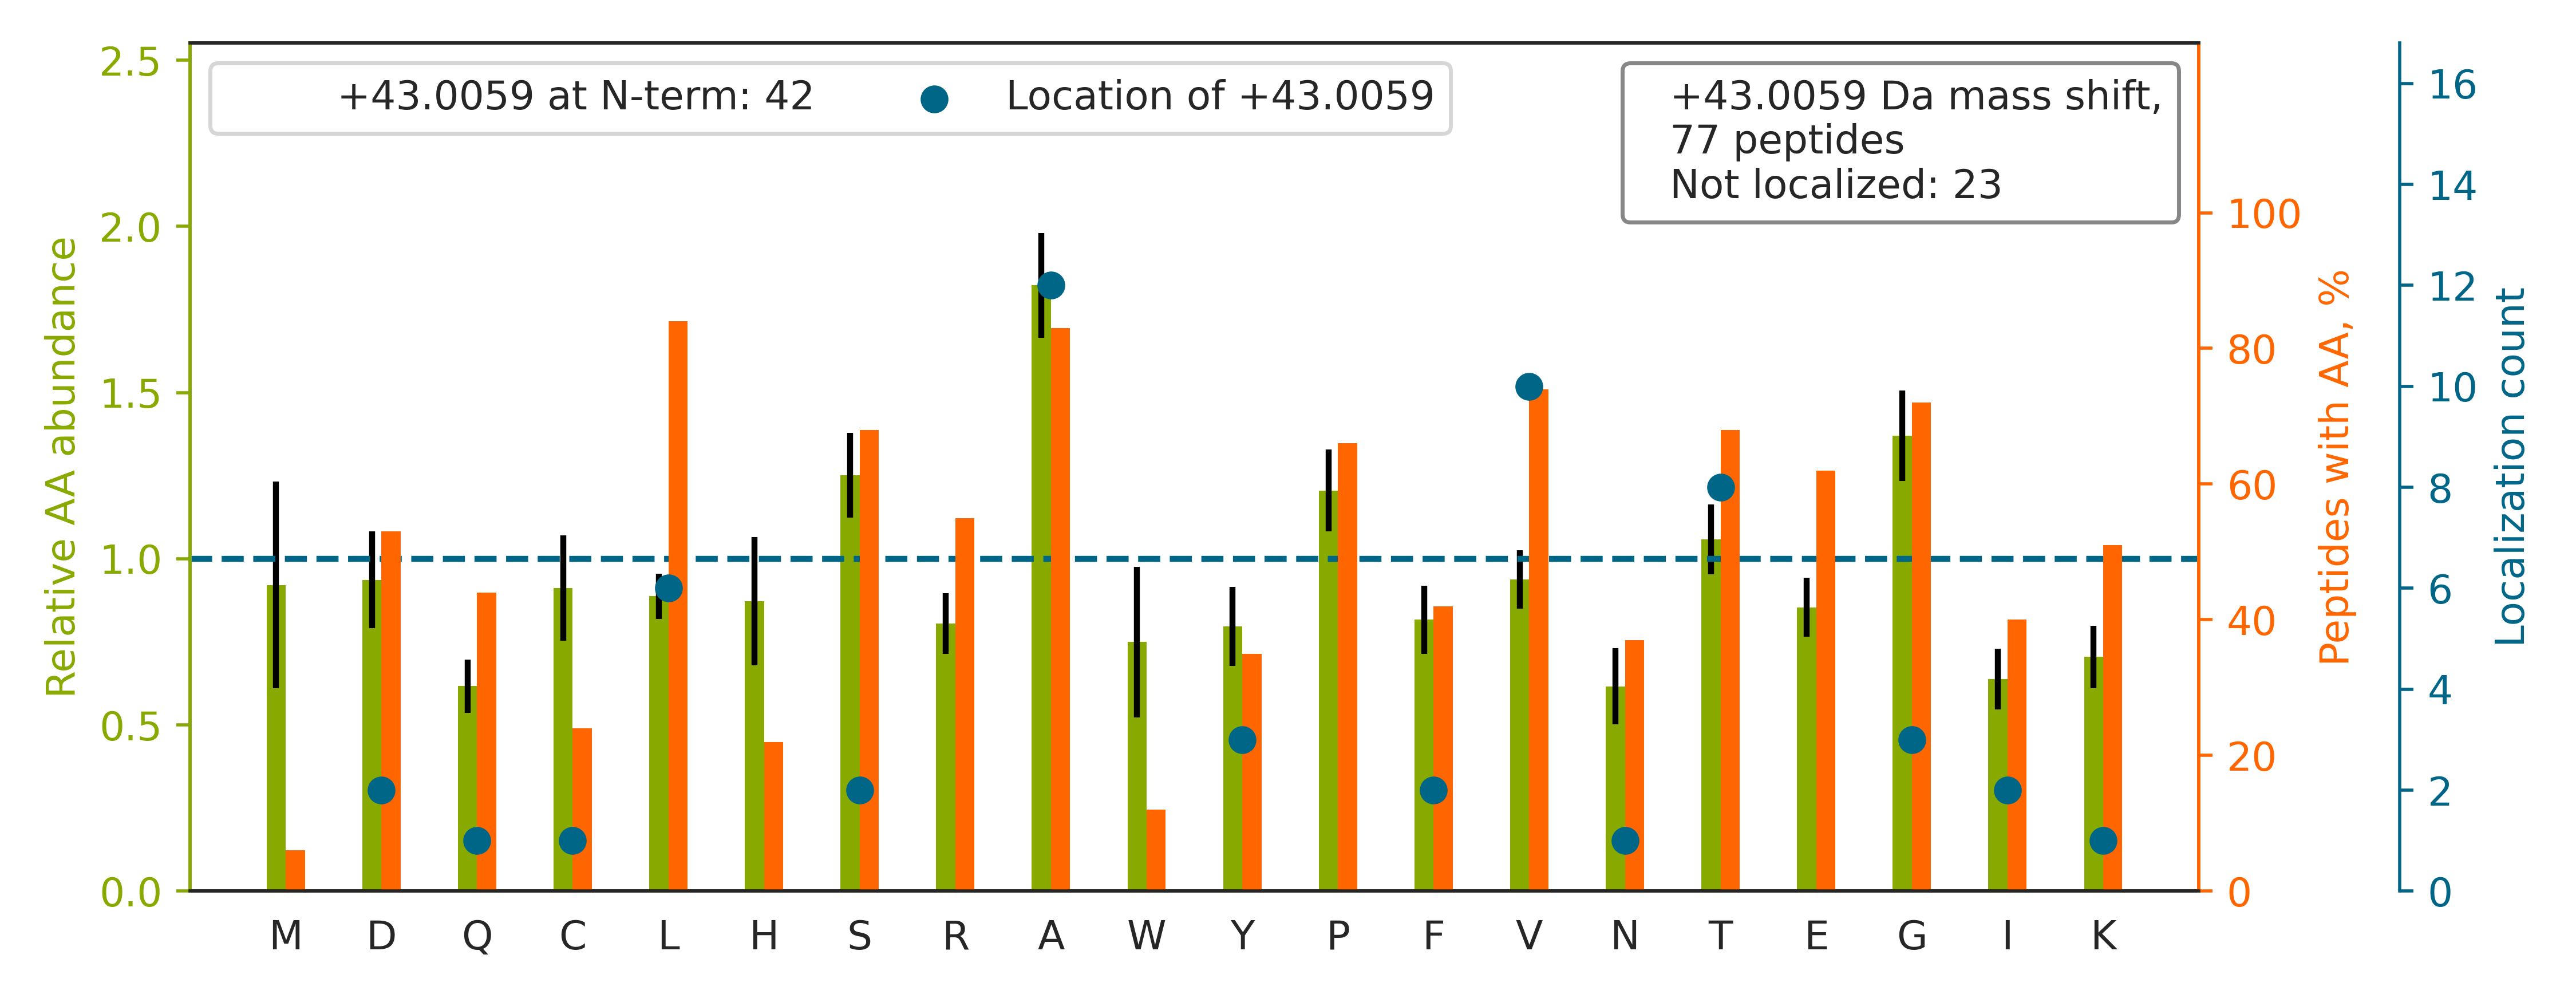 +43.0059 at N-term: 42
Location of +43.0059
+43.0059 Da mass shift,
77 peptides
Not localized: 23
Relative AA abundance
2.5
2.0
1.5
1.0
0.5
0.0
Peptides with AA, %
100
80
60
40
20
0
Localization count
16
14
12
10
8
6
4
2
0
M D Q C L H S R A W Y P F V N T E G I K